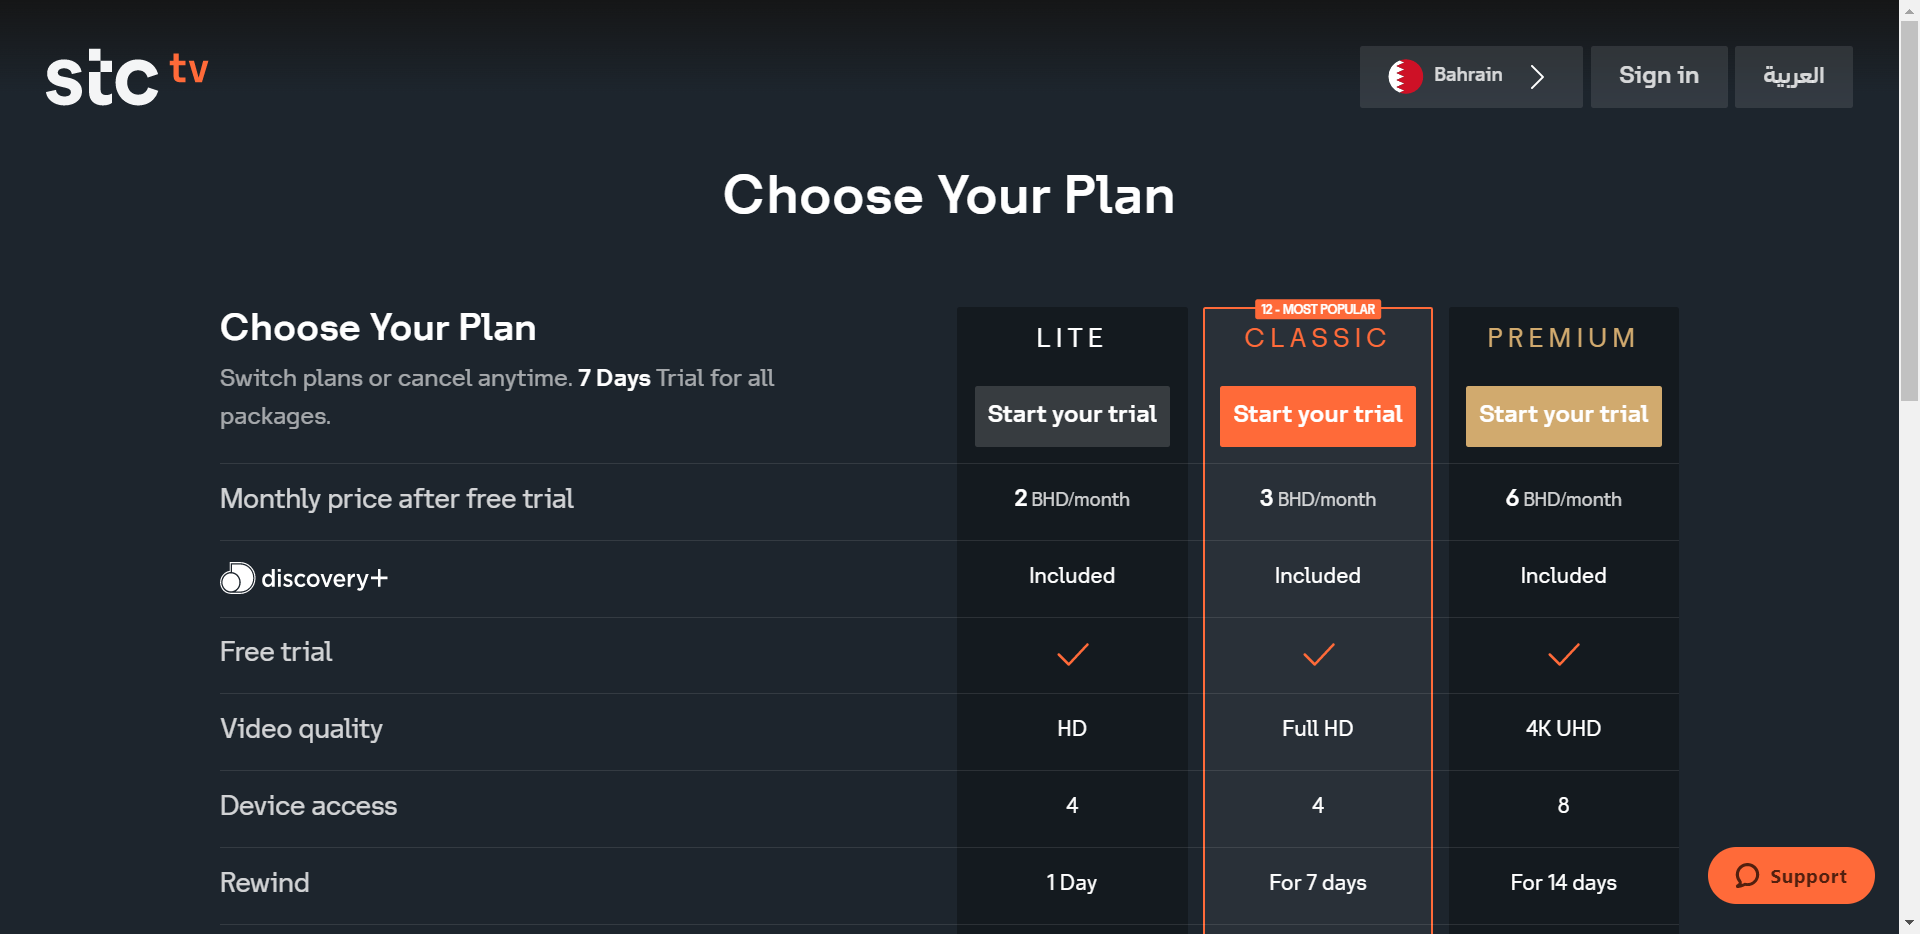 stc tv
Bahrain
Sign in
العربية
Choose Your Plan
Choose Your Plan
Switch plans or cancel anytime. 7 Days Trial for all
packages.
LITE
12 - MOST POPULAR
CLASSIC
PREMIUM
Start your trial
Start your trial
Start your trial
Monthly price after free trial
2 BHD/month
3 BHD/month
6 BHD/month
discovery+
Included
Included
Included
Free trial
Video quality
HD
Full HD
4K UHD
Device access
4
4
8
Rewind
1 Day
For 7 days
For 14 days
Support